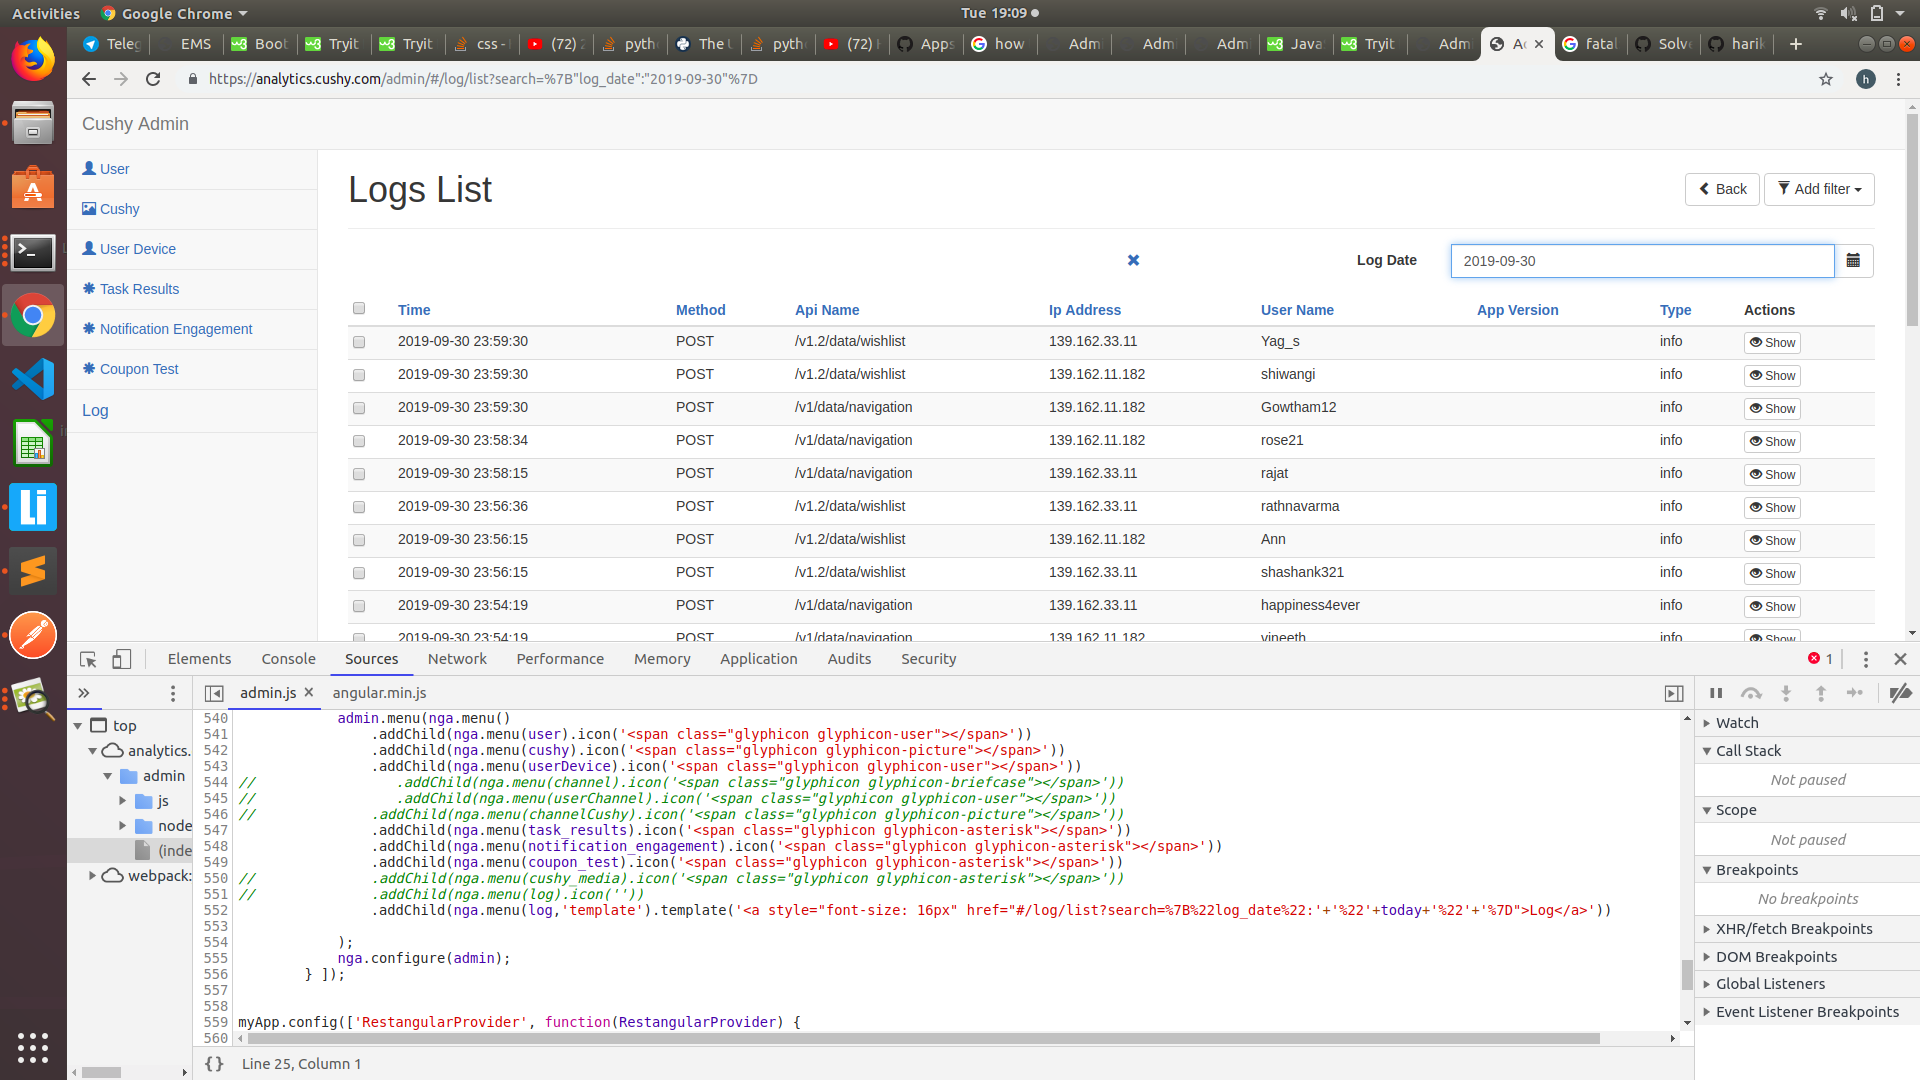 Activities
Google Chrome
Tue 19:09
Teleg
EMS
Boot
Tryit
Tryit
css -
(72) 2
pyth
The
pyth
(72)
Apps
how
Adm
Adm
Adm
Java
Tryit
Adm
fatal
Solv
harik
https://analytics.cushy.com/admin/#/log/list?search=%7B"log_date":"2019-09-30"%7D
h
Cushy Admin
User
Cushy
User Device
Task Results
Notification Engagement
Coupon Test
Log
Logs List
Back
Add filter
Log Date
2019-09-30
Time Method Api Name Ip Address User Name App Version Type Actions
2019-09-30 23:59:30 POST /v1.2/data/wishlist 139.162.33.11 Yag_s info Show
2019-09-30 23:59:30 POST /v1.2/data/wishlist 139.162.11.182 shiwangi info Show
2019-09-30 23:59:30 POST /v1/data/navigation 139.162.11.182 Gowtham12 info Show
2019-09-30 23:58:34 POST /v1/data/navigation 139.162.11.182 rose21 info Show
2019-09-30 23:58:15 POST /v1/data/navigation 139.162.33.11 rajat info Show
2019-09-30 23:56:36 POST /v1.2/data/wishlist 139.162.33.11 rathnavarma info Show
2019-09-30 23:56:15 POST /v1.2/data/wishlist 139.162.11.182 Ann info Show
2019-09-30 23:56:15 POST /v1.2/data/wishlist 139.162.33.11 shashank321 info Show
2019-09-30 23:54:19 POST /v1/data/navigation 139.162.33.11 happiness4ever info Show
2019-09-30 23:54:19 POST /v1/data/navigation 139.162.11.182 vineeth info Show
Elements Console Sources Network Performance Memory Application Audits Security
1
admin.js
angular.min.js
top
analytics.
admin
js
node
(inde
webpack:
540 admin.menu(nga.menu()
541 .addChild(nga.menu(user).icon('<span class="glyphicon glyphicon-user"></span>'))
542 .addChild(nga.menu(cushy).icon('<span class="glyphicon glyphicon-picture"></span>'))
543 .addChild(nga.menu(userDevice).icon('<span class="glyphicon glyphicon-user"></span>'))
544 // .addChild(nga.menu(channel).icon('<span class="glyphicon glyphicon-briefcase"></span>'))
545 // .addChild(nga.menu(userChannel).icon('<span class="glyphicon glyphicon-user"></span>'))
546 // .addChild(nga.menu(channelCushy).icon('<span class="glyphicon glyphicon-picture"></span>'))
547 .addChild(nga.menu(task_results).icon('<span class="glyphicon glyphicon-asterisk"></span>'))
548 .addChild(nga.menu(notification_engagement).icon('<span class="glyphicon glyphicon-asterisk"></span>'))
549 .addChild(nga.menu(coupon_test).icon('<span class="glyphicon glyphicon-asterisk"></span>'))
550 // .addChild(nga.menu(cushy_media).icon('<span class="glyphicon glyphicon-asterisk"></span>'))
551 // .addChild(nga.menu(log).icon(''))
552 .addChild(nga.menu(log,'template').template('<a style="font-size: 16px" href="#/log/list?search=%7B%22log_date%22:'+'%22'+today+'%22'+'%7D">Log</a>'))
553
554 );
555 nga.configure(admin);
556 } ]);
557
558
559 myApp.config(['RestangularProvider', function(RestangularProvider) {
560
{} Line 25, Column 1
Watch
Call Stack
Not paused
Scope
Not paused
Breakpoints
No breakpoints
XHR/fetch Breakpoints
DOM Breakpoints
Global Listeners
Event Listener Breakpoints